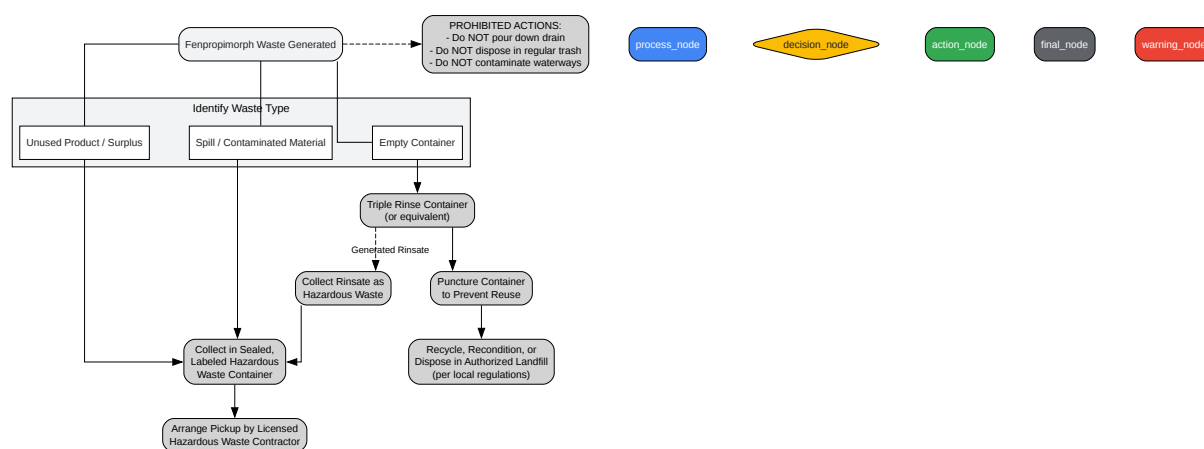 PROHIBITED ACTIONS:
- Do NOT pour down drain
- Do NOT dispose in regular trash
- Do NOT contaminate waterways
Fenpropimorph Waste Generated
process_node
decision_node
action_node
final_node
warning_node
Identify Waste Type
Unused Product / Surplus
Spill / Contaminated Material
Empty Container
Triple Rinse Container
(or equivalent)
Generated Rinsate
Collect Rinsate as
Hazardous Waste
Puncture Container
to Prevent Reuse
Collect in Sealed,
Labeled Hazardous
Waste Container
Recycle, Recondition, or
Dispose in Authorized Landfill
(per local regulations)
Arrange Pickup by Licensed
Hazardous Waste Contractor